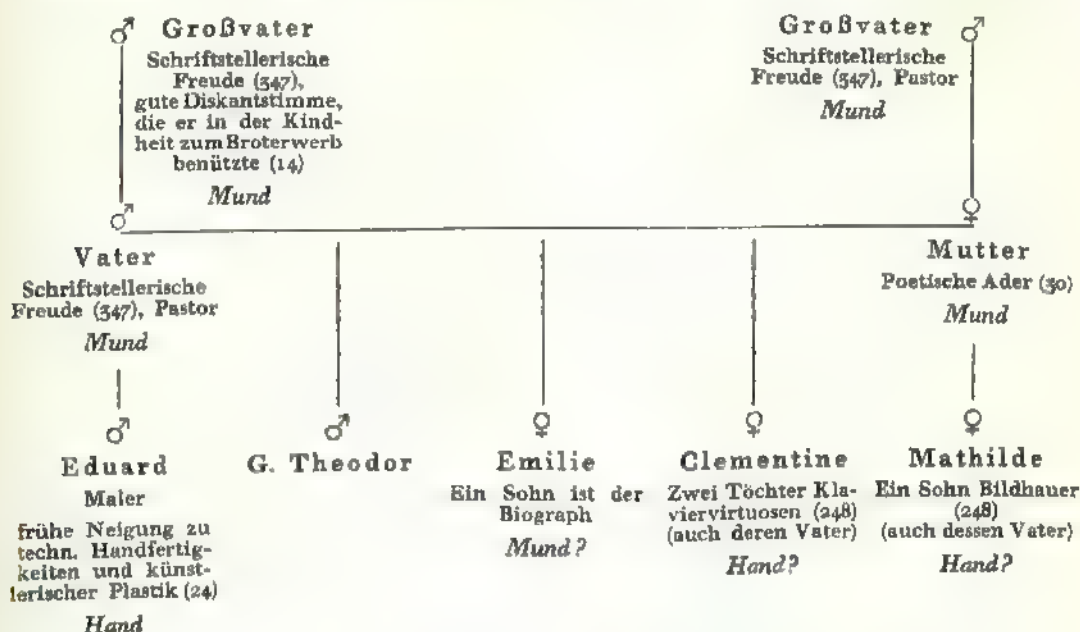 ♂ Großvater
Schriftstellerische
Freude (347),
gute Diskantstimme,
die er in der Kind-
heit zum Broterwerb
benützte (14)
Mund
Großvater ♂
Schriftstellerische
Freude (347), Pastor
Mund
♂
Vater
Schriftstellerische
Freude (347), Pastor
Mund
♀
Mutter
Poetische Ader (30)
Mund
♂
Eduard
Maler
frühe Neigung zu
techn. Handfertig-
keiten und künst-
lerischer Plastik (24)
Hand
♂
G. Theodor
♀
Emilie
Ein Sohn ist der
Biograph
Mund?
♀
Clementine
Zwei Töchter Kla-
viervirtuosen (248)
(auch deren Vater)
Hand?
♀
Mathilde
Ein Sohn Bildhauer
(248)
(auch dessen Vater)
Hand?